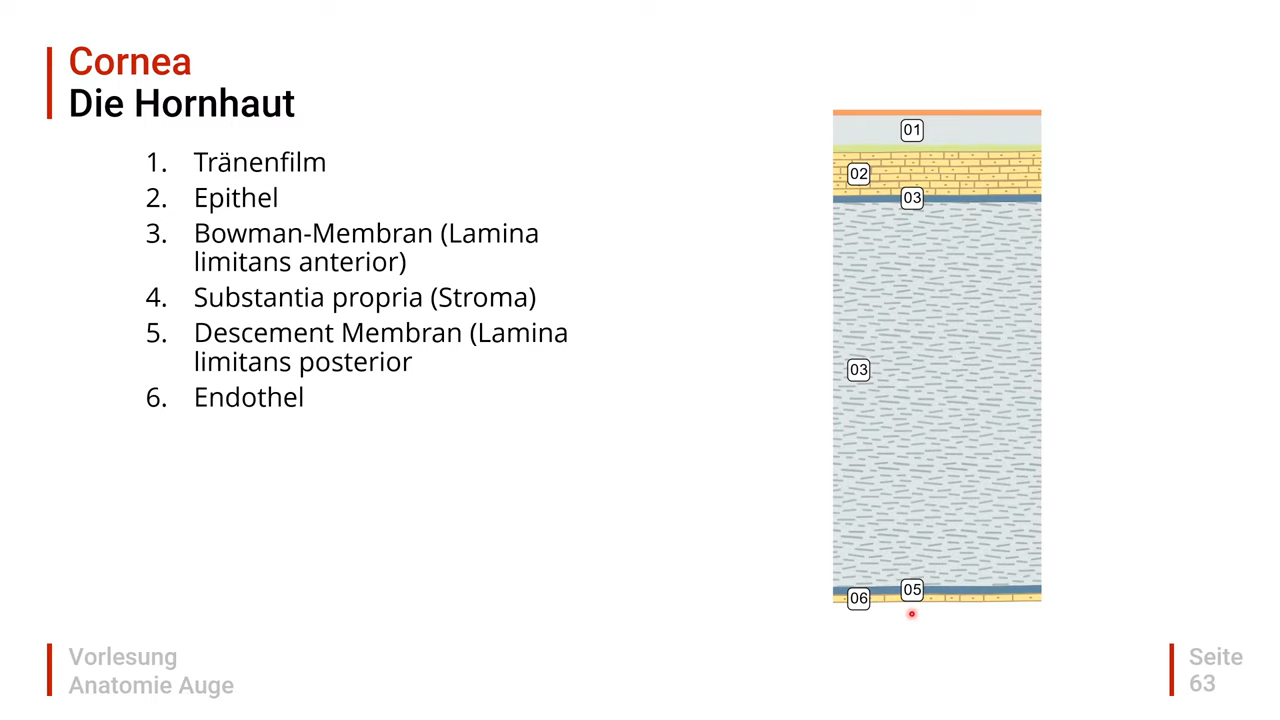 Cornea
Die Hornhaut
1. Tränenfilm
2. Epithel
3. Bowman-Membran (Lamina
limitans anterior)
4. Substantia propria (Stroma)
5. Descement Membran (Lamina
limitans posterior
6. Endothel
01
02
03
03
05
06
Vorlesung
Anatomie Auge
Seite
63